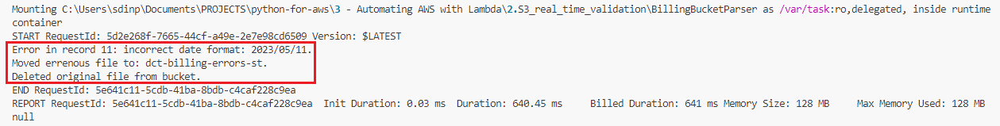 Mounting C:\Users\sdinp\Documents\PROJECTS\python-for-aws\3 - Automating AWS with Lambda\2.S3_real_time_validation\BillingBucketParser as /var/task:ro,delegated, inside runtime
container
START RequestId: 5d2e268f-7665-44cf-a49e-2e7e98cd6509 Version: $LATEST
Error in record 11: incorrect date format: 2023/05/11.
Moved errenous file to: dct-billing-errors-st.
Deleted original file from bucket.
END RequestId: 5e641c11-5cdb-41ba-8bdb-c4caf228c9ea
REPORT RequestId: 5e641c11-5cdb-41ba-8bdb-c4caf228c9ea Init Duration: 0.03 ms Duration: 640.45 ms Billed Duration: 641 ms Memory Size: 128 MB Max Memory Used: 128 MB
null